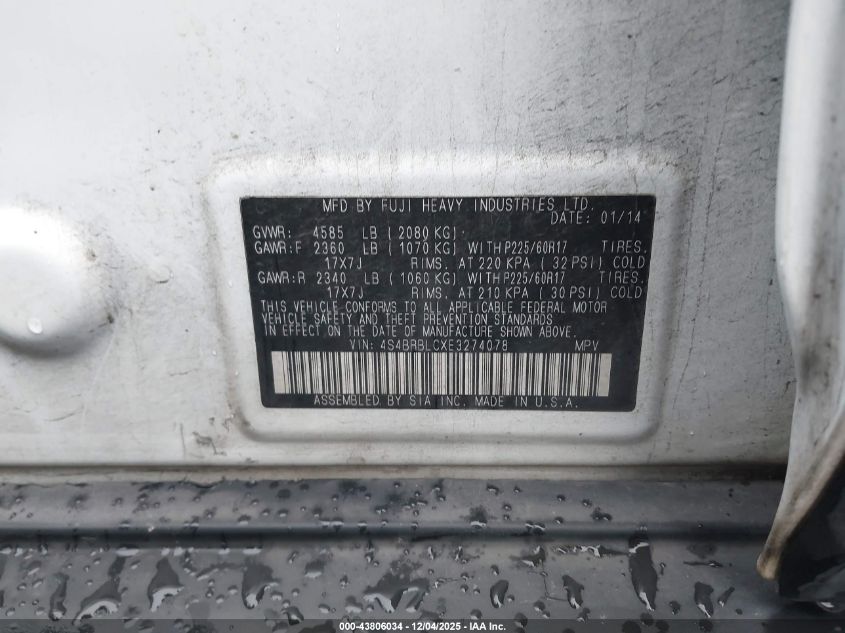 MFD BY FUJI HEAVY INDUSTRIES LTD.
DATE: 01/14
GVWR: 4585 LB ( 2080 KG)
GAWR:F 2360 LB ( 1070 KG) WITH P225/60R17 TIRES.
17X7J RIMS. AT 220 KPA ( 32 PSI) COLD
GAWR:R 2340 LB ( 1060 KG) WITH P225/60R17 TIRES.
17X7J RIMS. AT 210 KPA ( 30 PSI) COLD
THIS VEHICLE CONFORMS TO ALL APPLICABLE FEDERAL MOTOR
VEHICLE SAFETY AND THEFT PREVENTION STANDARDS
IN EFFECT ON THE DATE OF MANUFACTURE SHOWN ABOVE.
VIN: 4S4BRBLCXE3274078 MPV
ASSEMBLED BY SIA INC. MADE IN U.S.A.
000-43806034 - 12/04/2025 - IAA Inc.